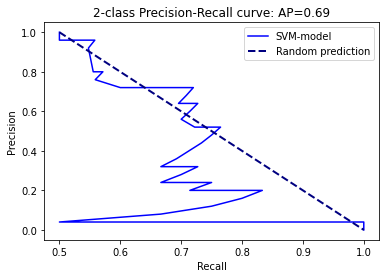 2-class Precision-Recall curve: AP=0.69
SVM-model
Random prediction
Precision
1.0
0.8
0.6
0.4
0.2
0.0
0.5
0.6
0.7
0.8
0.9
1.0
Recall